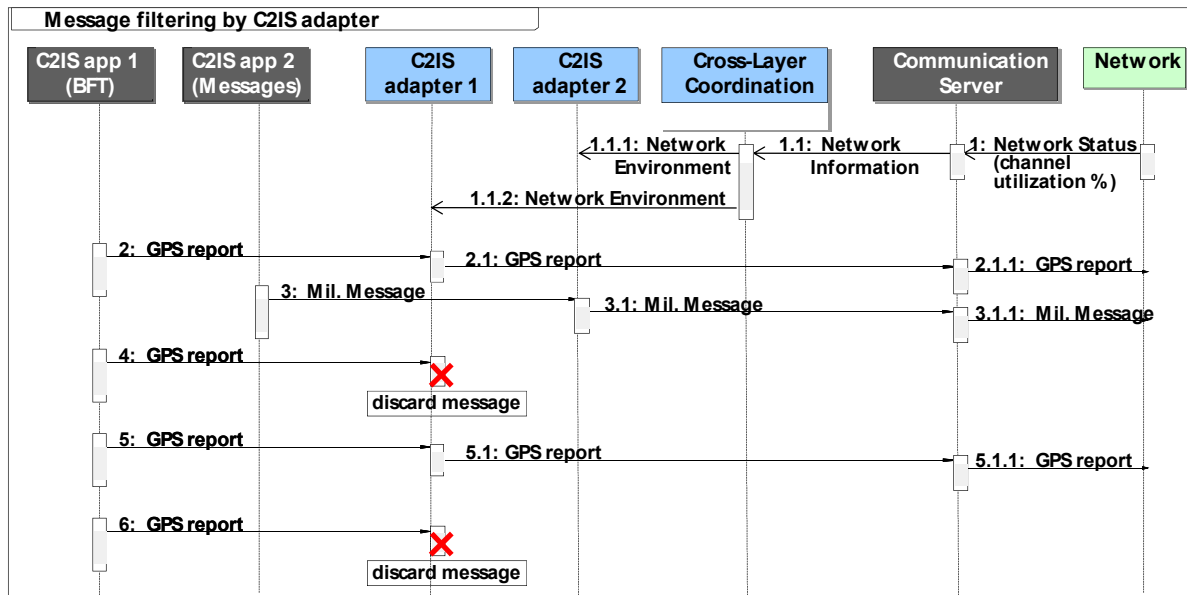 Message filtering by C2IS adapter
C2IS app 1
(BFT)
C2IS app 2
(Messages)
C2IS
adapter 1
C2IS
adapter 2
Cross-Layer
Coordination
Communication
Server
Network
1.1.1: Network
Environment
1.1: Network
Information
1: Network Status
(channel
utilization %)
1.1.2: Network Environment
2: GPS report
2.1: GPS report
2.1.1: GPS report
3: Mil. Message
3.1: Mil. Message
3.1.1: Mil. Message
4: GPS report
discard message
5: GPS report
5.1: GPS report
5.1.1: GPS report
6: GPS report
discard message